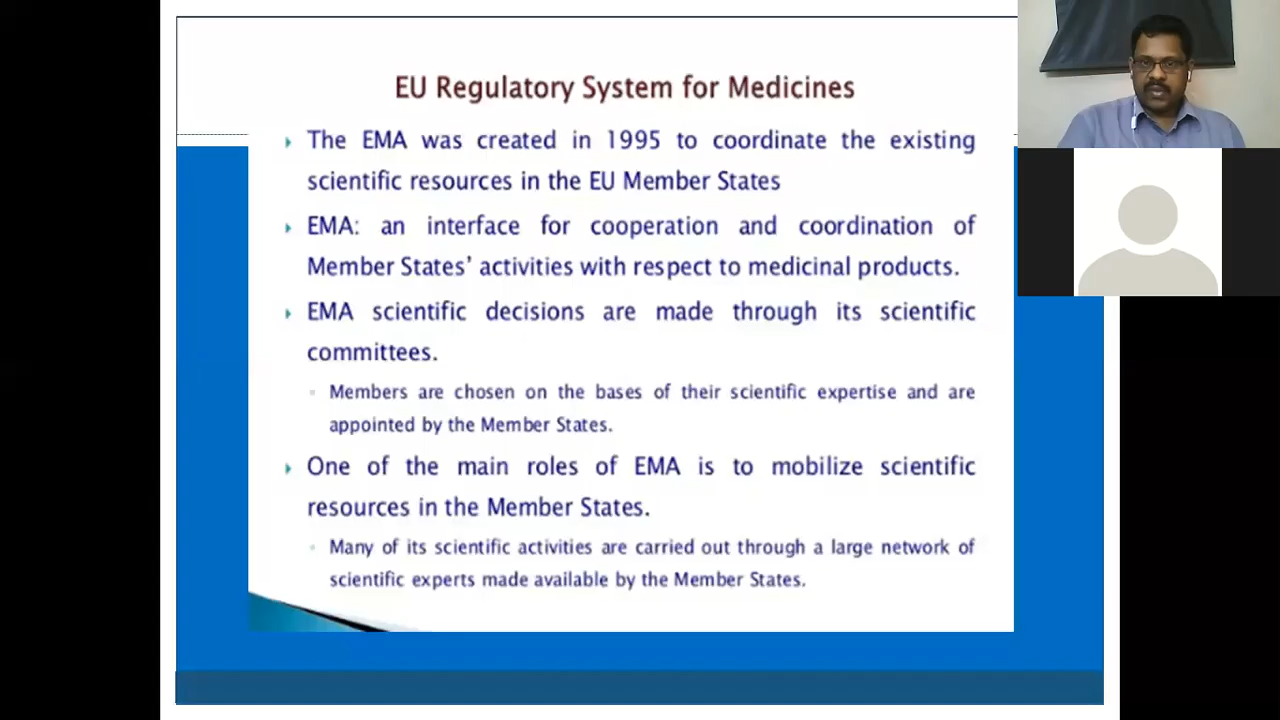 EU Regulatory System for Medicines
The EMA was created in 1995 to coordinate the existing
scientific resources in the EU Member States
EMA: an interface for cooperation and coordination of
Member States' activities with respect to medicinal products.
EMA scientific decisions are made through its scientific
committees.
Members are chosen on the bases of their scientific expertise and are
appointed by the Member States.
One of the main roles of EMA is to mobilize scientific
resources in the Member States.
Many of its scientific activities are carried out through a large network of
scientific experts made available by the Member States.